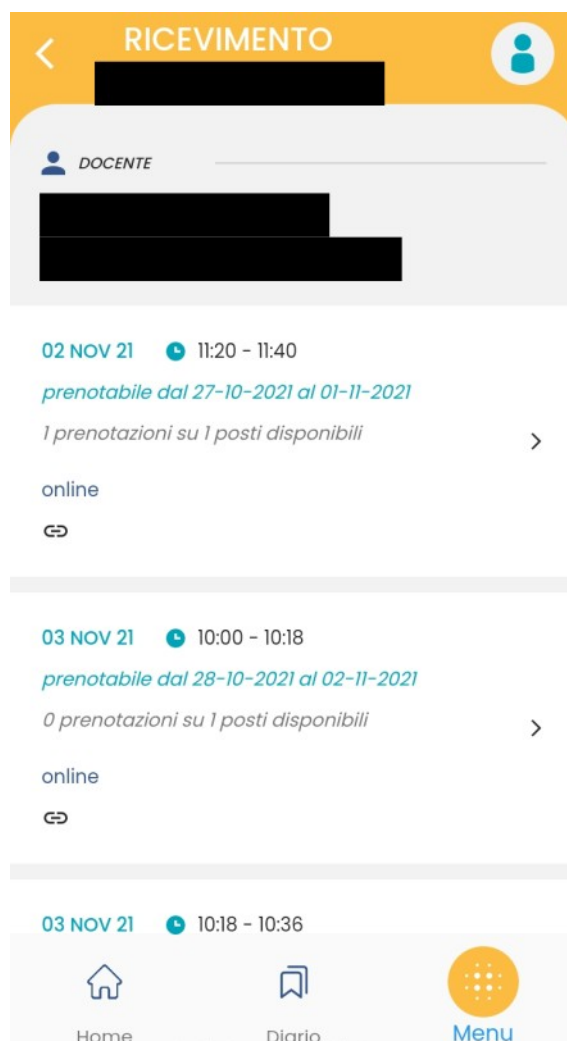 RICEVIMENTO
DOCENTE
02 NOV 21 11:20 - 11:40
prenotabile dal 27-10-2021 al 01-11-2021
1 prenotazioni su 1 posti disponibili
online
03 NOV 21 10:00 - 10:18
prenotabile dal 28-10-2021 al 02-11-2021
0 prenotazioni su 1 posti disponibili
online
03 NOV 21 10:18 - 10:36
Home Diario Menu